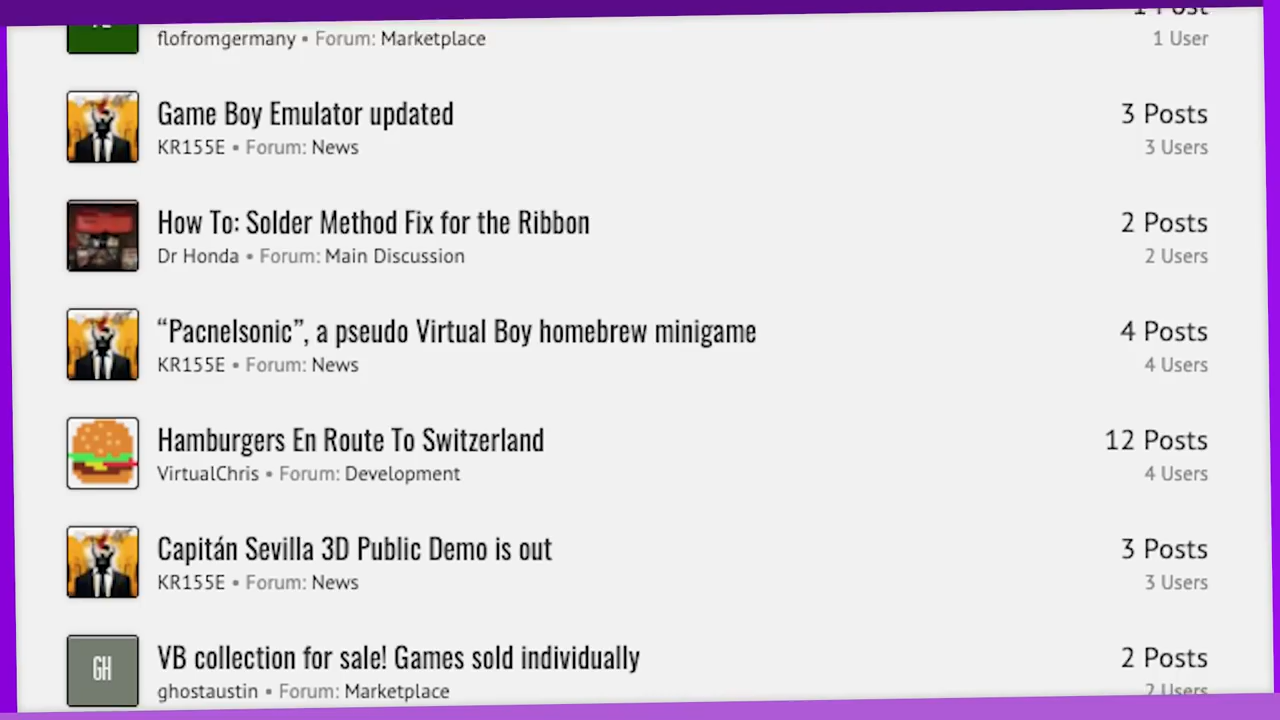 1 Post
flofromgermany • Forum: Marketplace
1 User
Game Boy Emulator updated
3 Posts
KR155E • Forum: News
3 Users
How To: Solder Method Fix for the Ribbon
2 Posts
Dr Honda • Forum: Main Discussion
2 Users
“Pacnelsonic”, a pseudo Virtual Boy homebrew minigame
4 Posts
KR155E • Forum: News
4 Users
Hamburgers En Route To Switzerland
12 Posts
VirtualChris • Forum: Development
4 Users
Capitán Sevilla 3D Public Demo is out
3 Posts
KR155E • Forum: News
3 Users
GH
VB collection for sale! Games sold individually
2 Posts
ghostaustin • Forum: Marketplace
2 Users